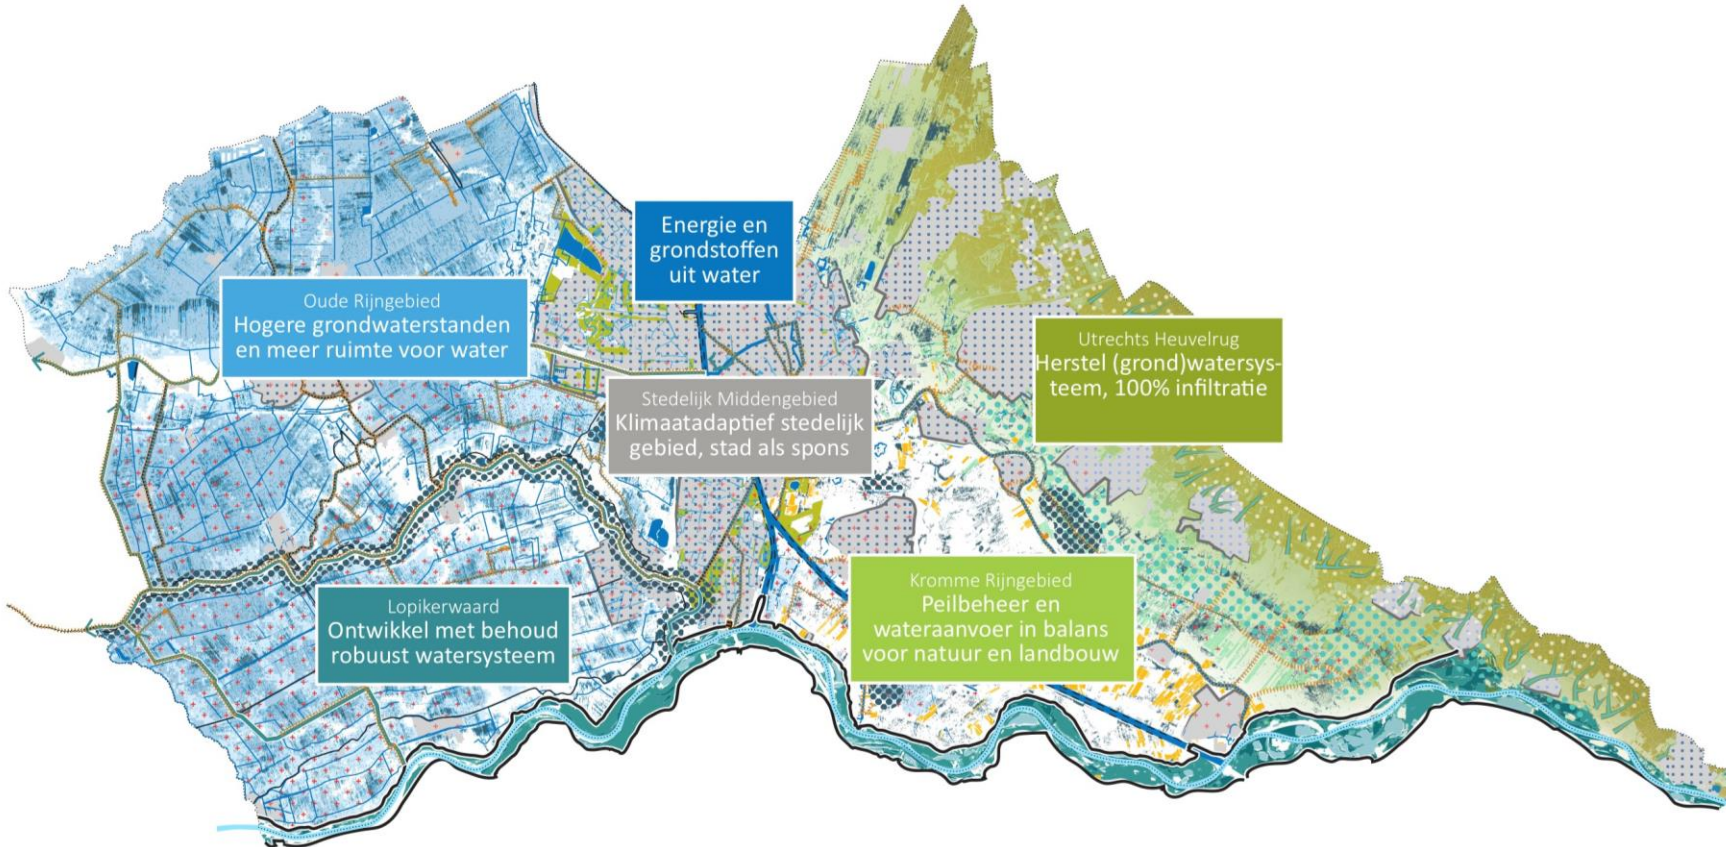 Energie en
grondstoffen
uit water
Oude Rijngebied
Hogere grondwaterstanden
en meer ruimte voor water
Utrechts Heuvelrug
Herstel (grond)watersys-
teem, 100% infiltratie
Stedelijk Middengebied
Klimaatadaptief stedelijk
gebied, stad als spons
Lopikerwaard
Ontwikkel met behoud
robuust watersysteem
Kromme Rijngebied
Peilbeheer en
wateraanvoer in balans
voor natuur en landbouw